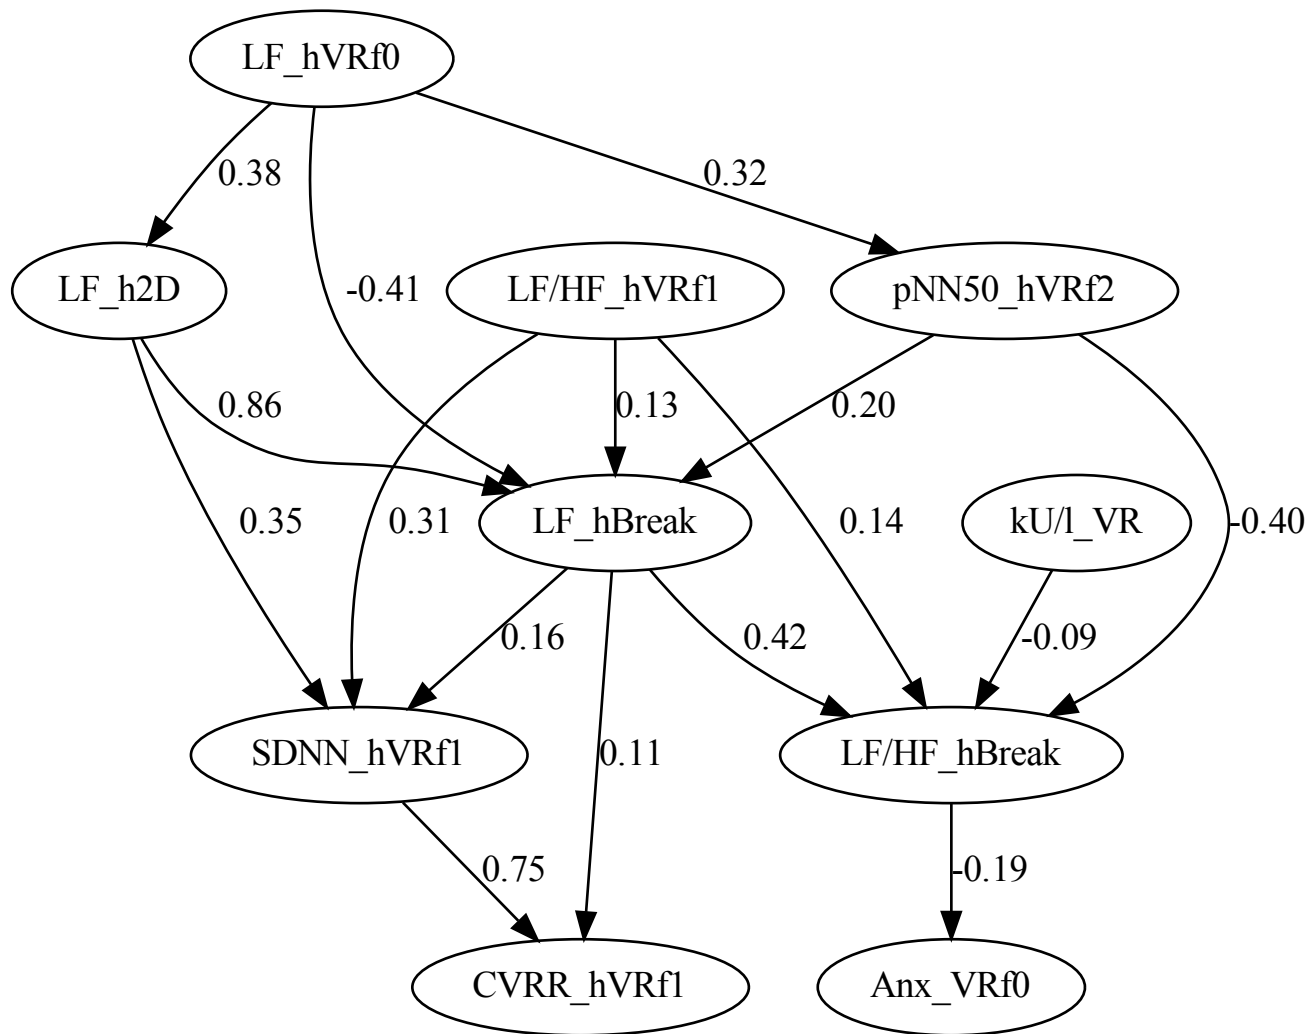 LF_hVRf0
0.38
0.32
LF_h2D
-0.41
LF/HF_hVRf1
pNN50_hVRf2
0.86
0.13
0.20
0.35
0.31
LF_hBreak
0.14
kU/l_VR
-0.40
0.16
0.42
-0.09
SDNN_hVRf1
0.11
LF/HF_hBreak
0.75
-0.19
CVRR_hVRf1
Anx_VRf0